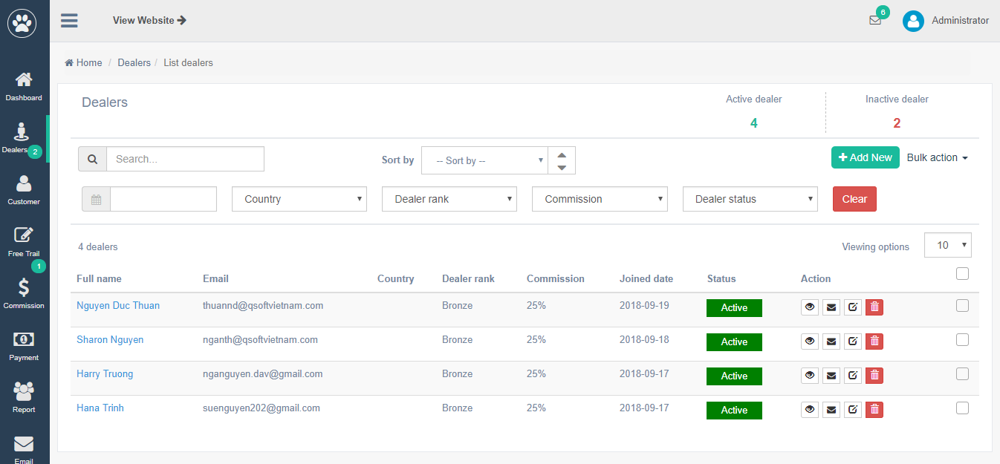 View Website
6
Administrator
Home / Dealers / List dealers
Dashboard
Dealers 2
Customer
Free Trail
1
Commission
Payment
Report
Email
Dealers
Active dealer
4
Inactive dealer
2
Search...
Sort by
-- Sort by --
Add New
Bulk action
Country
Dealer rank
Commission
Dealer status
Clear
4 dealers
Viewing options
10
Full name Email Country Dealer rank Commission Joined date Status Action
Nguyen Duc Thuan thuannd@qsoftvietnam.com Bronze 25% 2018-09-19 Active
Sharon Nguyen nganth@qsoftvietnam.com Bronze 25% 2018-09-18 Active
Harry Truong nganguyen.dav@gmail.com Bronze 25% 2018-09-17 Active
Hana Trinh suenguyen202@gmail.com Bronze 25% 2018-09-17 Active